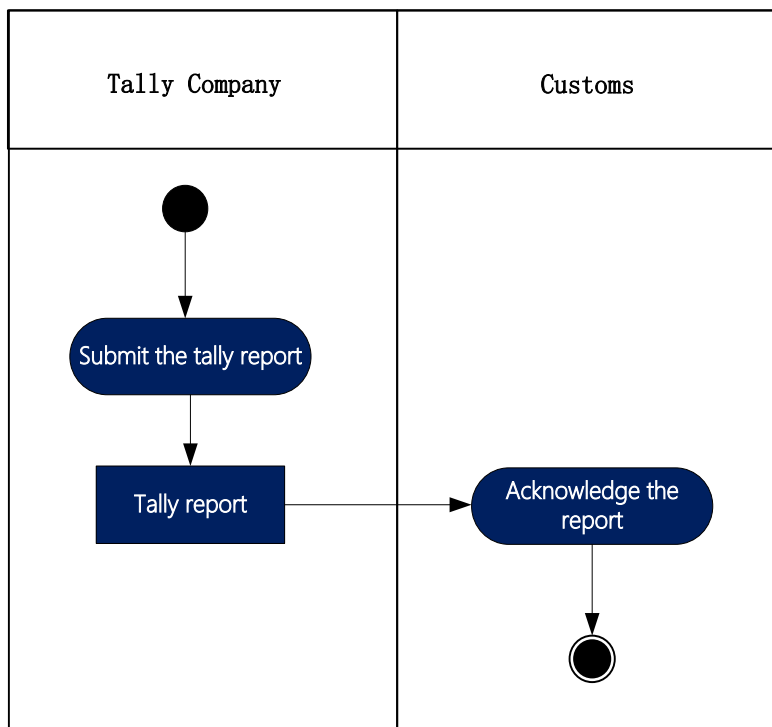 Tally Company
Customs
Submit the tally report
Tally report
Acknowledge the
report